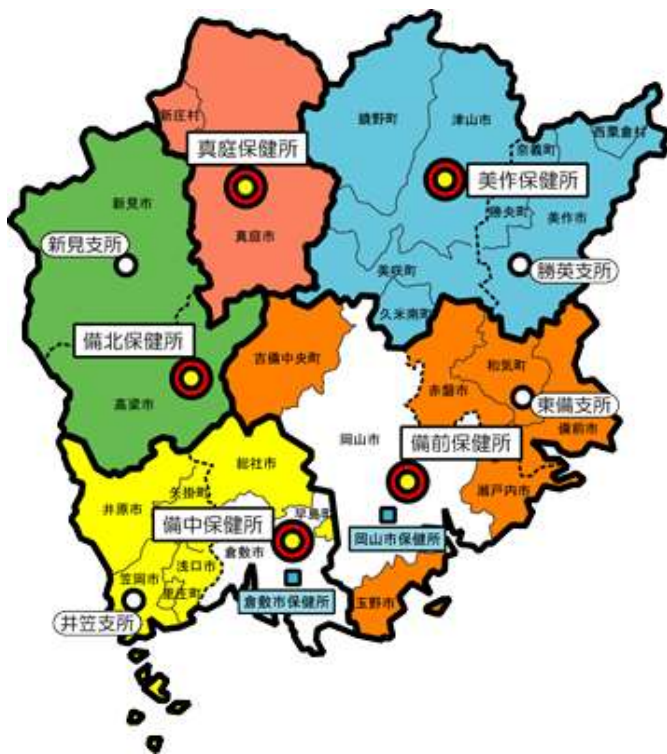 新庄村
鏡野町
津山市
西粟倉村
奈義町
真庭保健所
美作保健所
新見市
勝央町
美作市
新見支所
真庭市
勝英支所
美咲町
久米南町
備北保健所
吉備中央町
和気町
赤磐市
高梁市
東備支所
備前市
岡山市
備前保健所
総社市
瀬戸内市
矢掛町
井原市
早島町
備中保健所
岡山市保健所
倉敷市
浅口市
笠岡市
里庄町
倉敷市保健所
玉野市
井笠支所